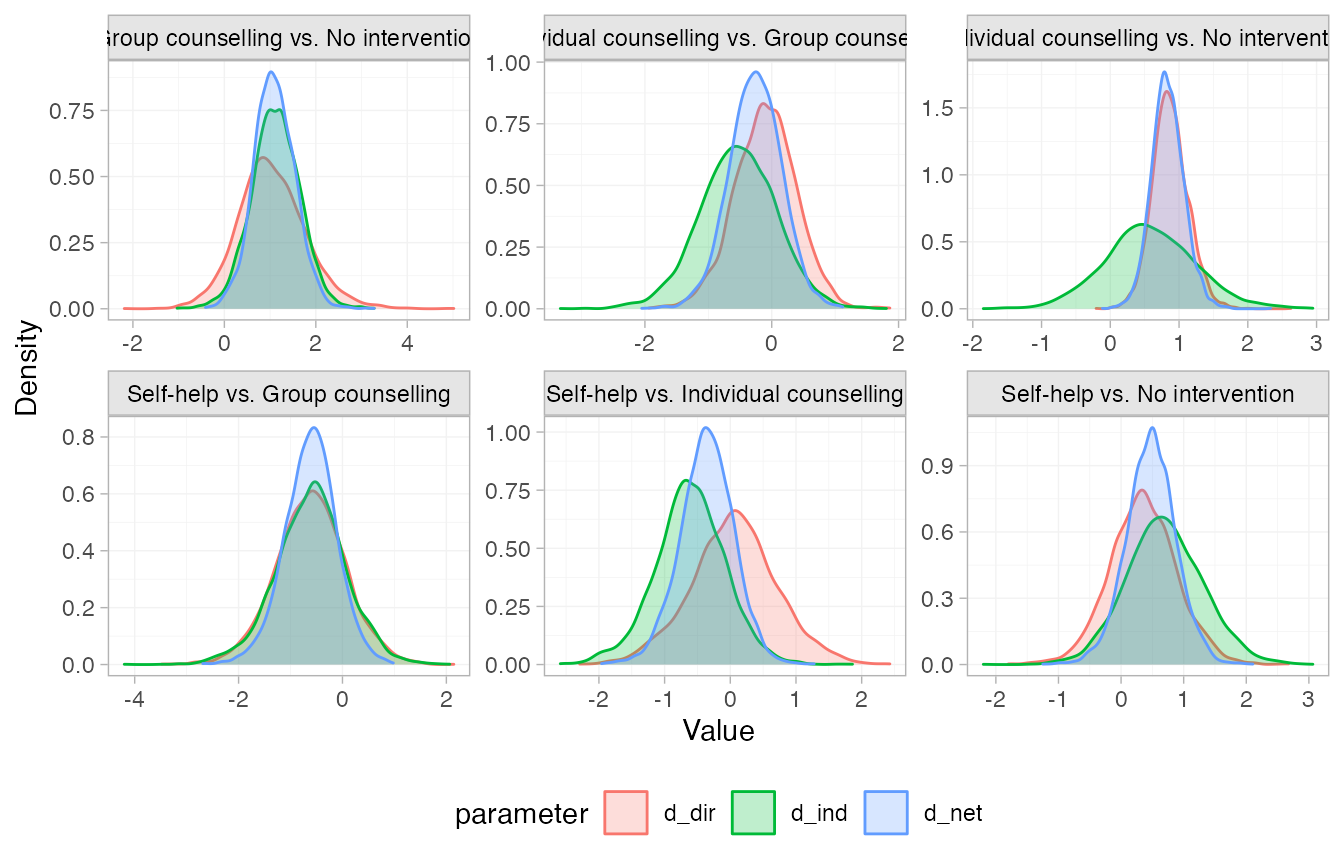 Group counselling vs. No interventio
vidual counselling vs. Group counse
lividual counselling vs. No intervent
1.00
0.75
0.50
0.25
0.00
0.75
0.50
0.25
0.00
1.5
1.0
0.5
0.0
-2 0 2 4
-2 0 2
-2 -1 0 1 2 3
Density
Self-help vs. Group counselling
Self-help vs. Individual counselling
Self-help vs. No intervention
0.8
0.6
0.4
0.2
0.0
1.00
0.75
0.50
0.25
0.00
0.9
0.6
0.3
0.0
-4 -2 0 2
-2 -1 0 1 2
-2 -1 0 1 2 3
Value
parameter d_dir d_ind d_net